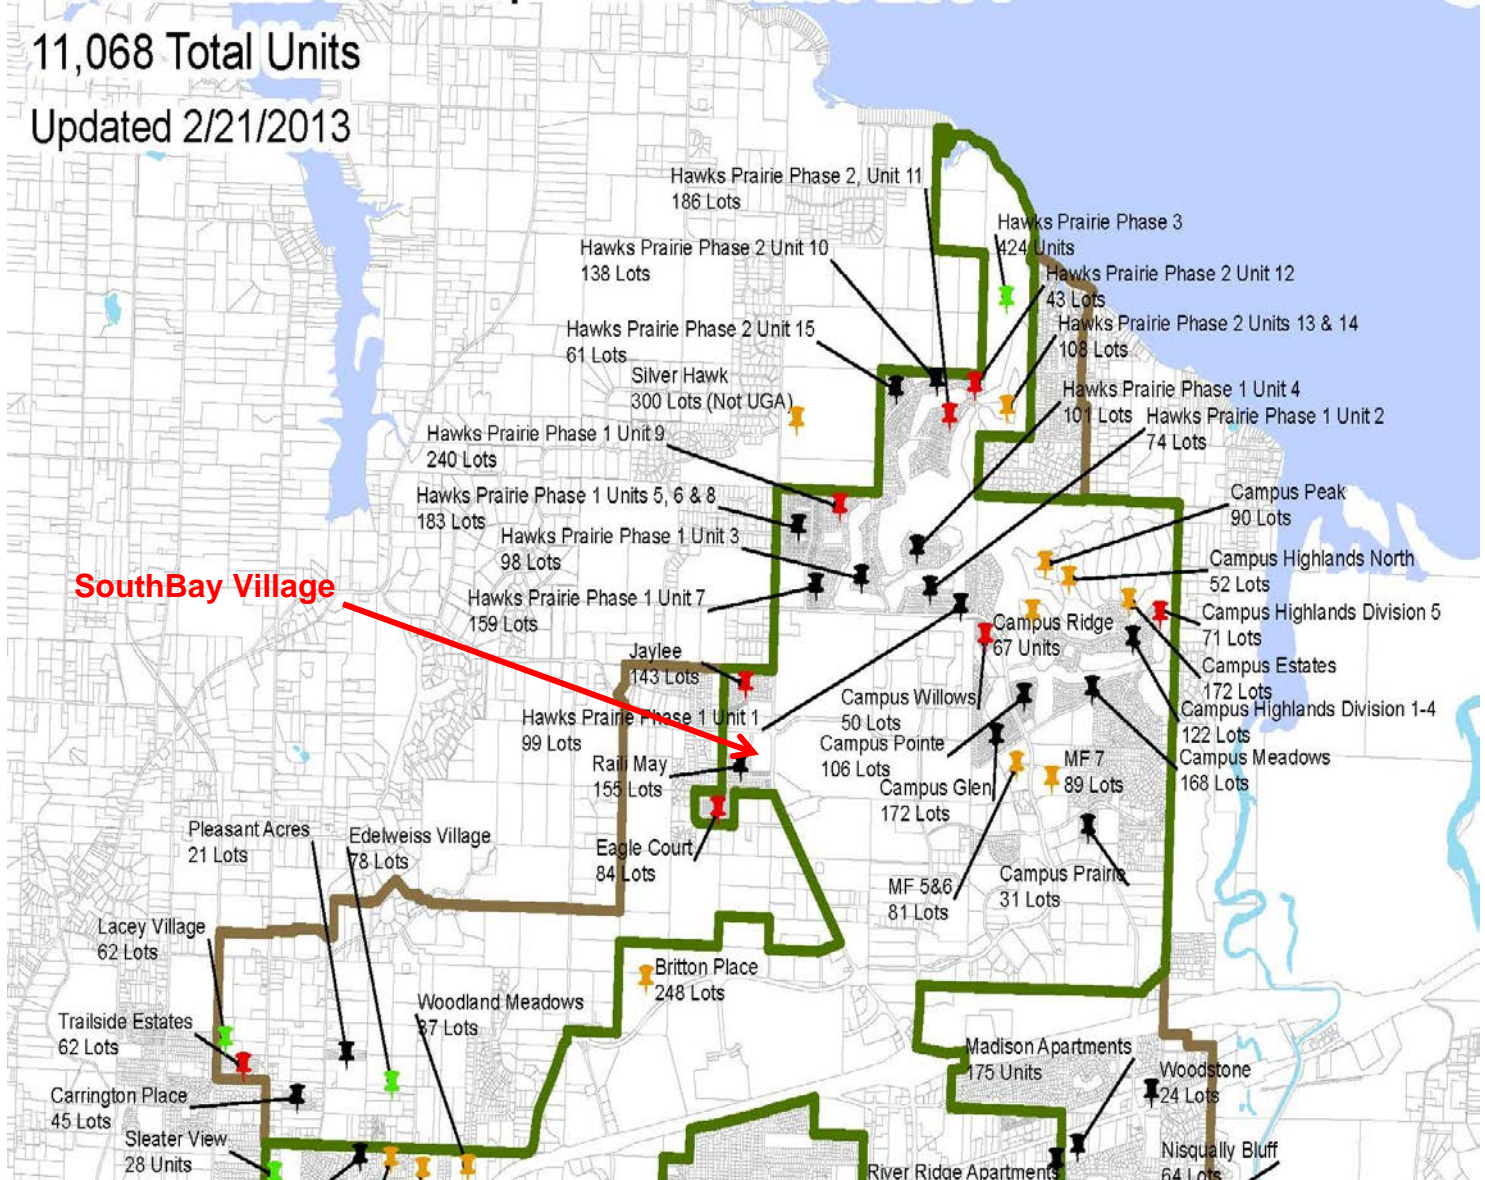 11,068 Total Units
Updated 2/21/2013
Hawks Prairie Phase 2, Unit 11
186 Lots
Hawks Prairie Phase 3
424 Units
Hawks Prairie Phase 2 Unit 10
138 Lots
Hawks Prairie Phase 2 Unit 12
43 Lots
Hawks Prairie Phase 2 Unit 15
61 Lots
Hawks Prairie Phase 2 Units 13 & 14
108 Lots
Silver Hawk
300 Lots (Not UGA)
Hawks Prairie Phase 1 Unit 4
101 Lots
Hawks Prairie Phase 1 Unit 2
74 Lots
Hawks Prairie Phase 1 Unit 9
240 Lots
Hawks Prairie Phase 1 Units 5, 6 & 8
183 Lots
Campus Peak
90 Lots
Hawks Prairie Phase 1 Unit 3
98 Lots
Campus Highlands North
52 Lots
SouthBay Village
Hawks Prairie Phase 1 Unit 7
159 Lots
Campus Ridge
67 Units
Campus Highlands Division 5
71 Lots
Jaylee
143 Lots
Campus Estates
172 Lots
Campus Willows
50 Lots
Hawks Prairie Phase 1 Unit 1
99 Lots
Campus Highlands Division 1-4
122 Lots
Campus Pointe
106 Lots
Campus Meadows
168 Lots
Raili May
155 Lots
MF 7
89 Lots
Campus Glen
172 Lots
Pleasant Acres
21 Lots
Edelweiss Village
78 Lots
Eagle Court
84 Lots
MF 5&6
81 Lots
Campus Prairie
31 Lots
Lacey Village
62 Lots
Britton Place
248 Lots
Woodland Meadows
37 Lots
Trailside Estates
62 Lots
Madison Apartments
175 Units
Woodstone
24 Lots
Carrington Place
45 Lots
Sleater View
28 Units
Nisqually Bluff
64 Lots
River Ridge Apartments